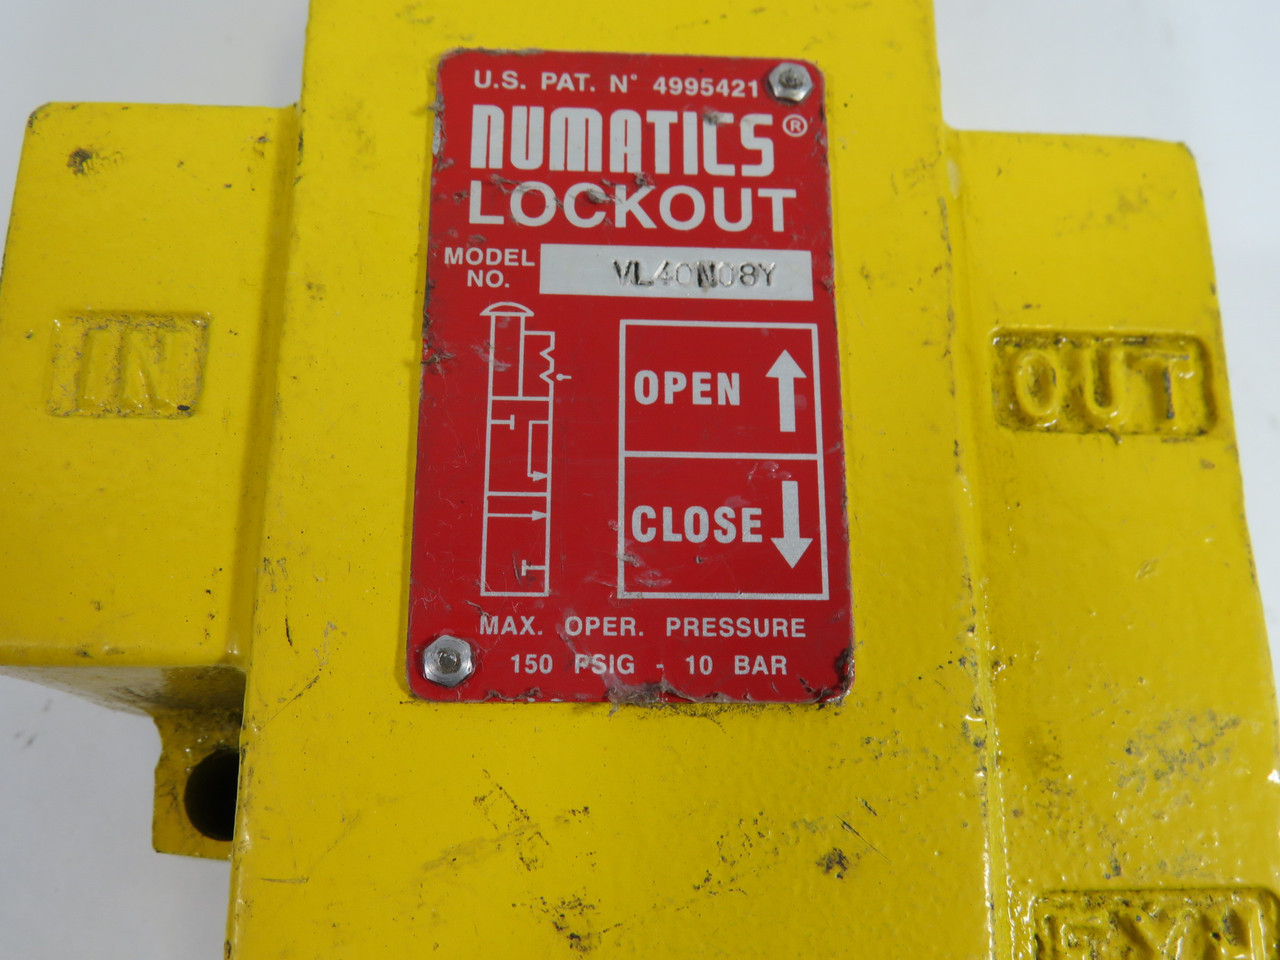 U.S. PAT. N° 4995421
NUMATICS®
LOCKOUT
MODEL NO. VL40N08Y
OPEN
CLOSE
MAX. OPER. PRESSURE
150 PSIG - 10 BAR
IN
OUT